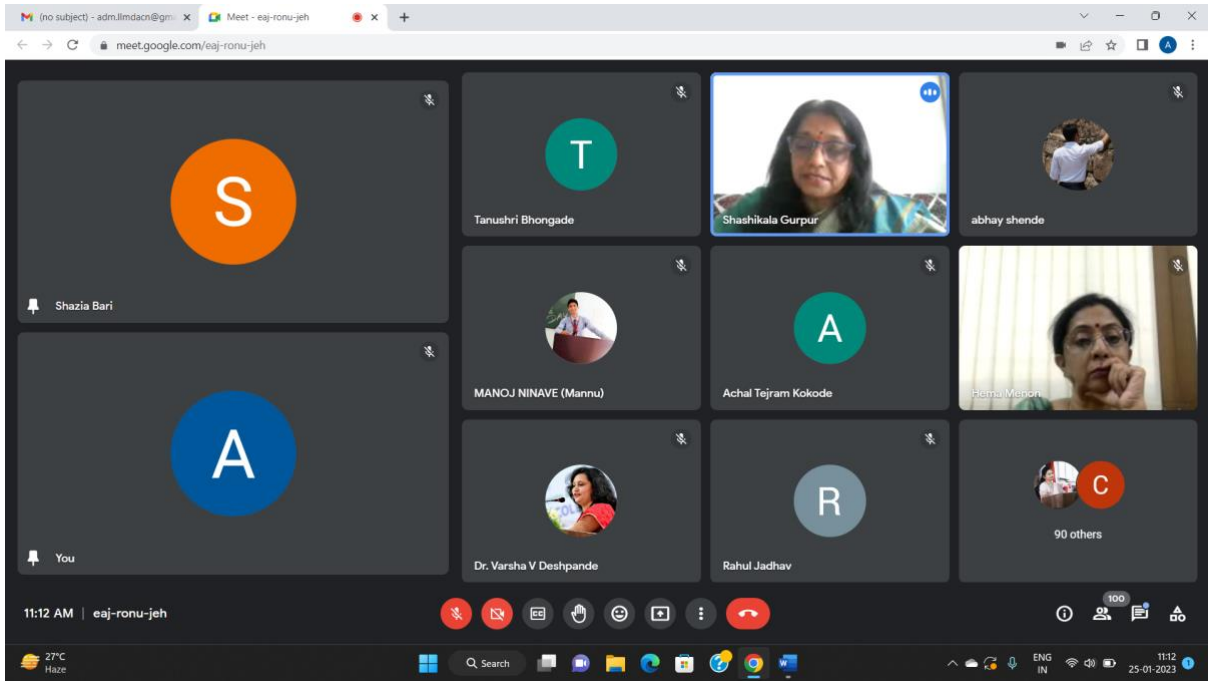 (no subject) - adm.llmdacn@gm
Meet - eaj-ronu-jeh
meet.google.com/eaj-ronu-jeh
A
S
Shazia Bari
T
Tanushri Bhongade
Shashikala Gurpur
abhay shende
MANOJ NINAVE (Mannu)
A
Achal Tejram Kokode
Hema Menon
A
You
Dr. Varsha V Deshpande
R
Rahul Jadhav
C
90 others
11:12 AM | eaj-ronu-jeh
CC
100
27°C
Haze
Search
ENG
IN
11:12
25-01-2023
1